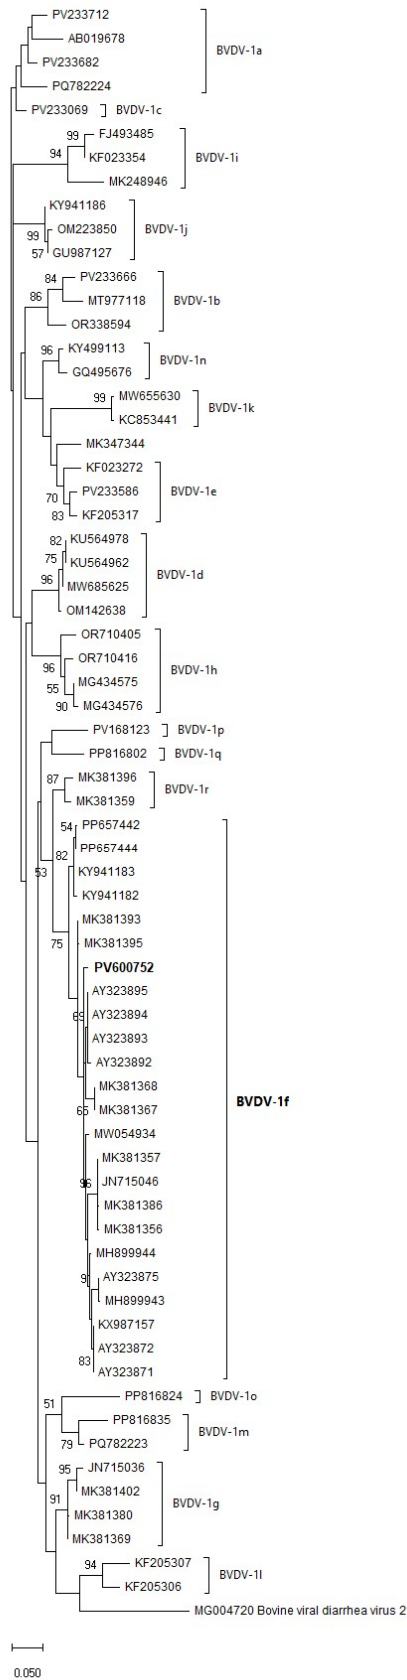 PV233712
AB019678
BVDV-1a
PV233682
PQ782224
PV233069 BVDV-1c
99 FJ493485
94 KF023354 BVDV-1i
MK248946
KY941186
OM223850 BVDV-1j
99
57 GU987127
84 PV233666
86 MT977118 BVDV-1b
OR338594
96 KY499113
BVDV-1n
GQ495676
99 MW655630
BVDV-1k
KC853441
MK347344
KF023272
70 PV233586 BVDV-1e
83 KF205317
82 KU564978
75 KU564962
BVDV-1d
96 MW685625
OM142638
OR710405
96 OR710416
BVDV-1h
55 MG434575
90 MG434576
PV168123 BVDV-1p
PP816802 BVDV-1q
87 MK381396
BVDV-1r
MK381359
54 PP657442
82 PP657444
53 KY941183
KY941182
MK381393
75 MK381395
PV600752
AY323895
69 AY323894
AY323893
AY323892
MK381368
65 MK381367
BVDV-1f
MW054934
MK381357
96 JN715046
MK381386
MK381356
MH899944
9 AY323875
MH899943
KX987157
AY323872
83 AY323871
51 PP816824 BVDV-1o
PP816835
BVDV-1m
79 PQ782223
95 JN715036
91 MK381402
BVDV-1g
MK381380
MK381369
94 KF205307
BVDV-1l
KF205306
MG004720 Bovine viral diarrhea virus 2
0.050